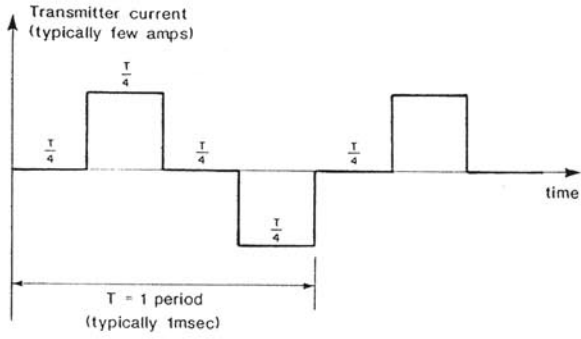 Transmitter current
(typically few amps)
T/4
T/4
T/4
T/4
T/4
time
T = 1 period
(typically 1msec)